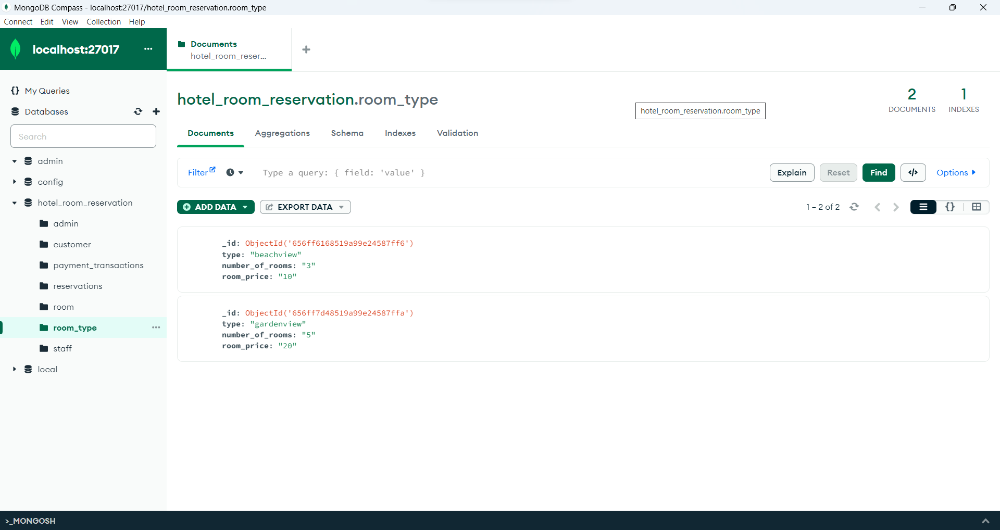 MongoDB Compass - localhost:27017/hotel_room_reservation.room_type
Connect Edit View Collection Help
localhost:27017 ...
Documents
hotel_room_reser...
+
{} My Queries
Databases
Search
admin
config
hotel_room_reservation
admin
customer
payment_transactions
reservations
room
room_type ...
staff
local
hotel_room_reservation.room_type
hotel_room_reservation.room_type
2
DOCUMENTS
1
INDEXES
Documents Aggregations Schema Indexes Validation
Filter Type a query: { field: 'value' } Explain Reset Find </> Options
ADD DATA EXPORT DATA 1 – 2 of 2 {}
_id: ObjectId('656ff6168519a99e24587ff6')
type: "beachview"
number_of_rooms: "3"
room_price: "10"
_id: ObjectId('656ff7d48519a99e24587ffa')
type: "gardenview"
number_of_rooms: "5"
room_price: "20"
>_MONGOSH